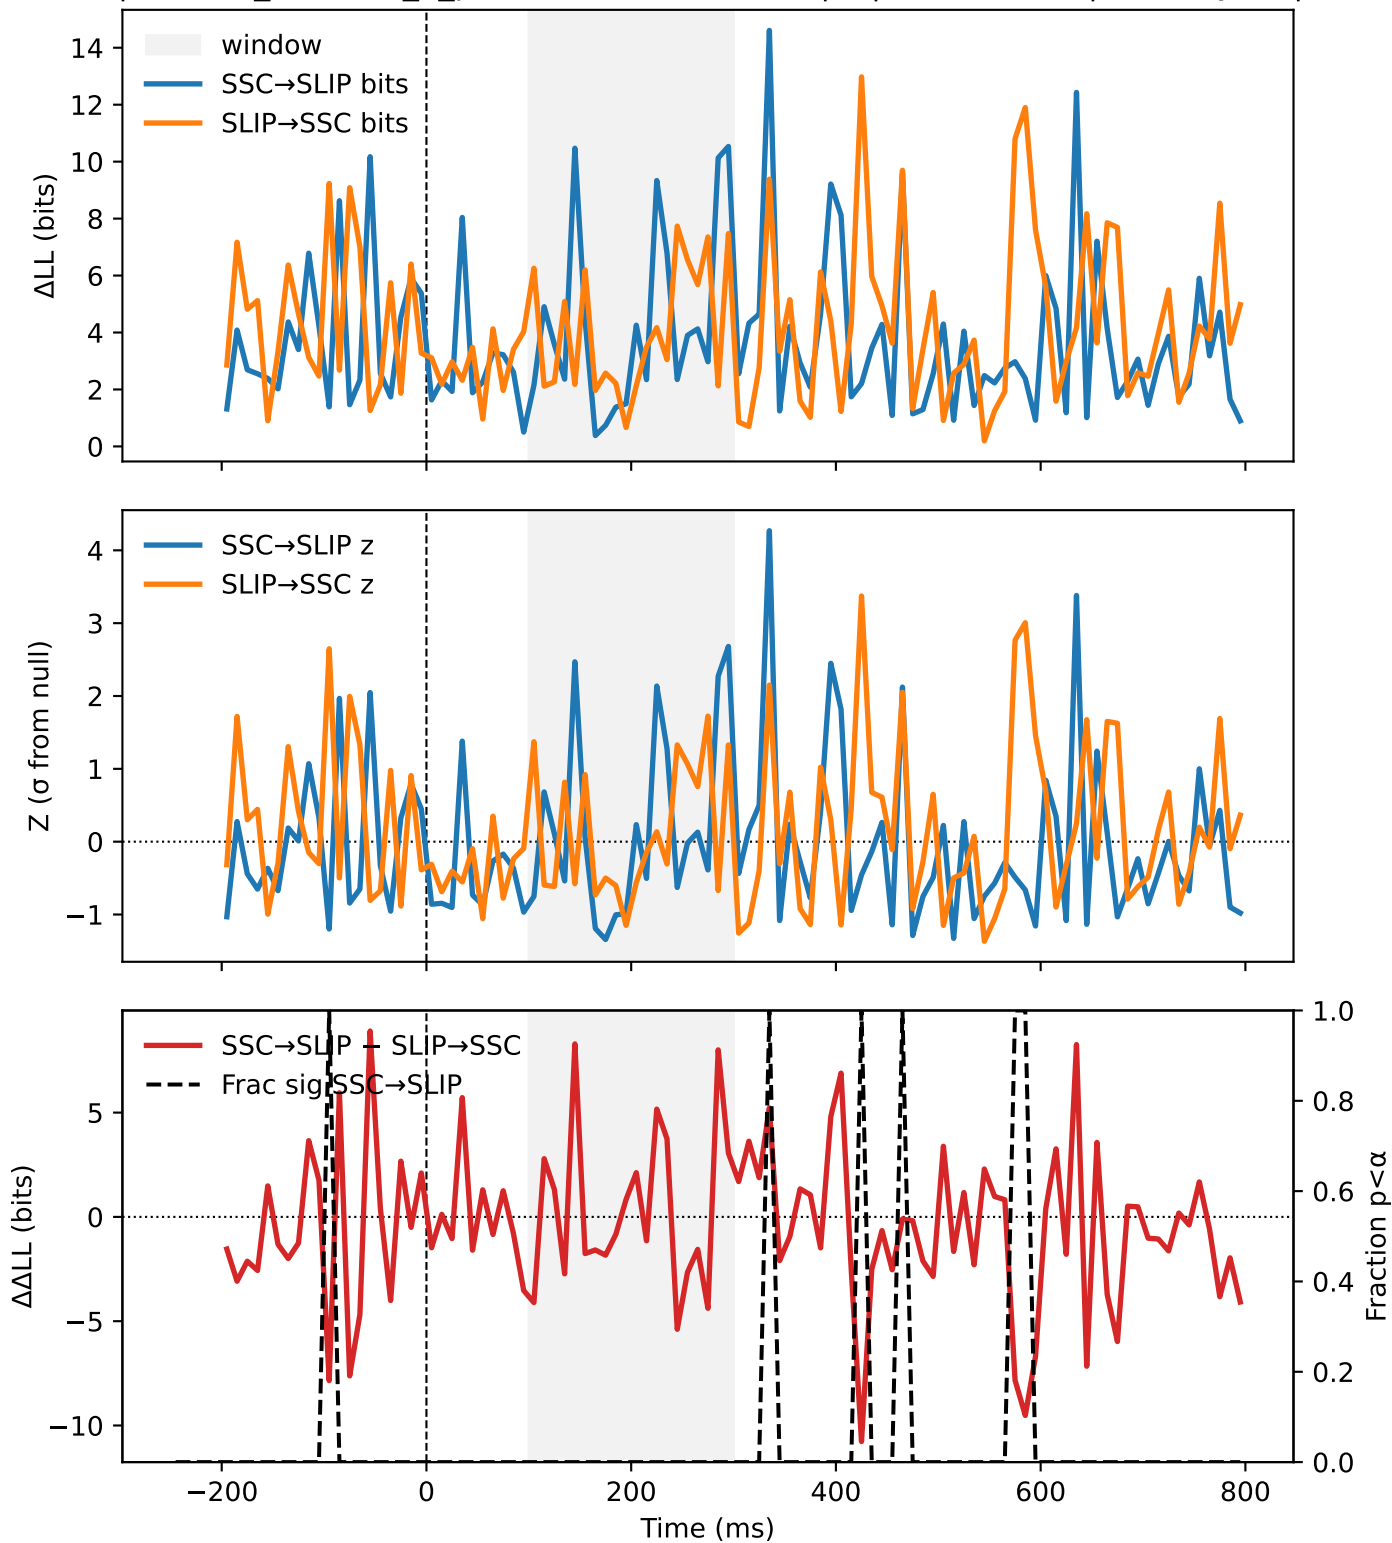 window
SSC→SLIP bits
SLIP→SSC bits
14
12
10
8
6
4
2
0
ΔLL (bits)
SSC→SLIP z
SLIP→SSC z
4
3
2
1
0
−1
Z (σ from null)
SSC→SLIP − SLIP→SSC
Frac sig SSC→SLIP
5
0
−5
−10
ΔΔLL (bits)
1.0
0.8
0.6
0.4
0.2
0.0
Fraction p<α
−200
0
200
400
600
800
Time (ms)